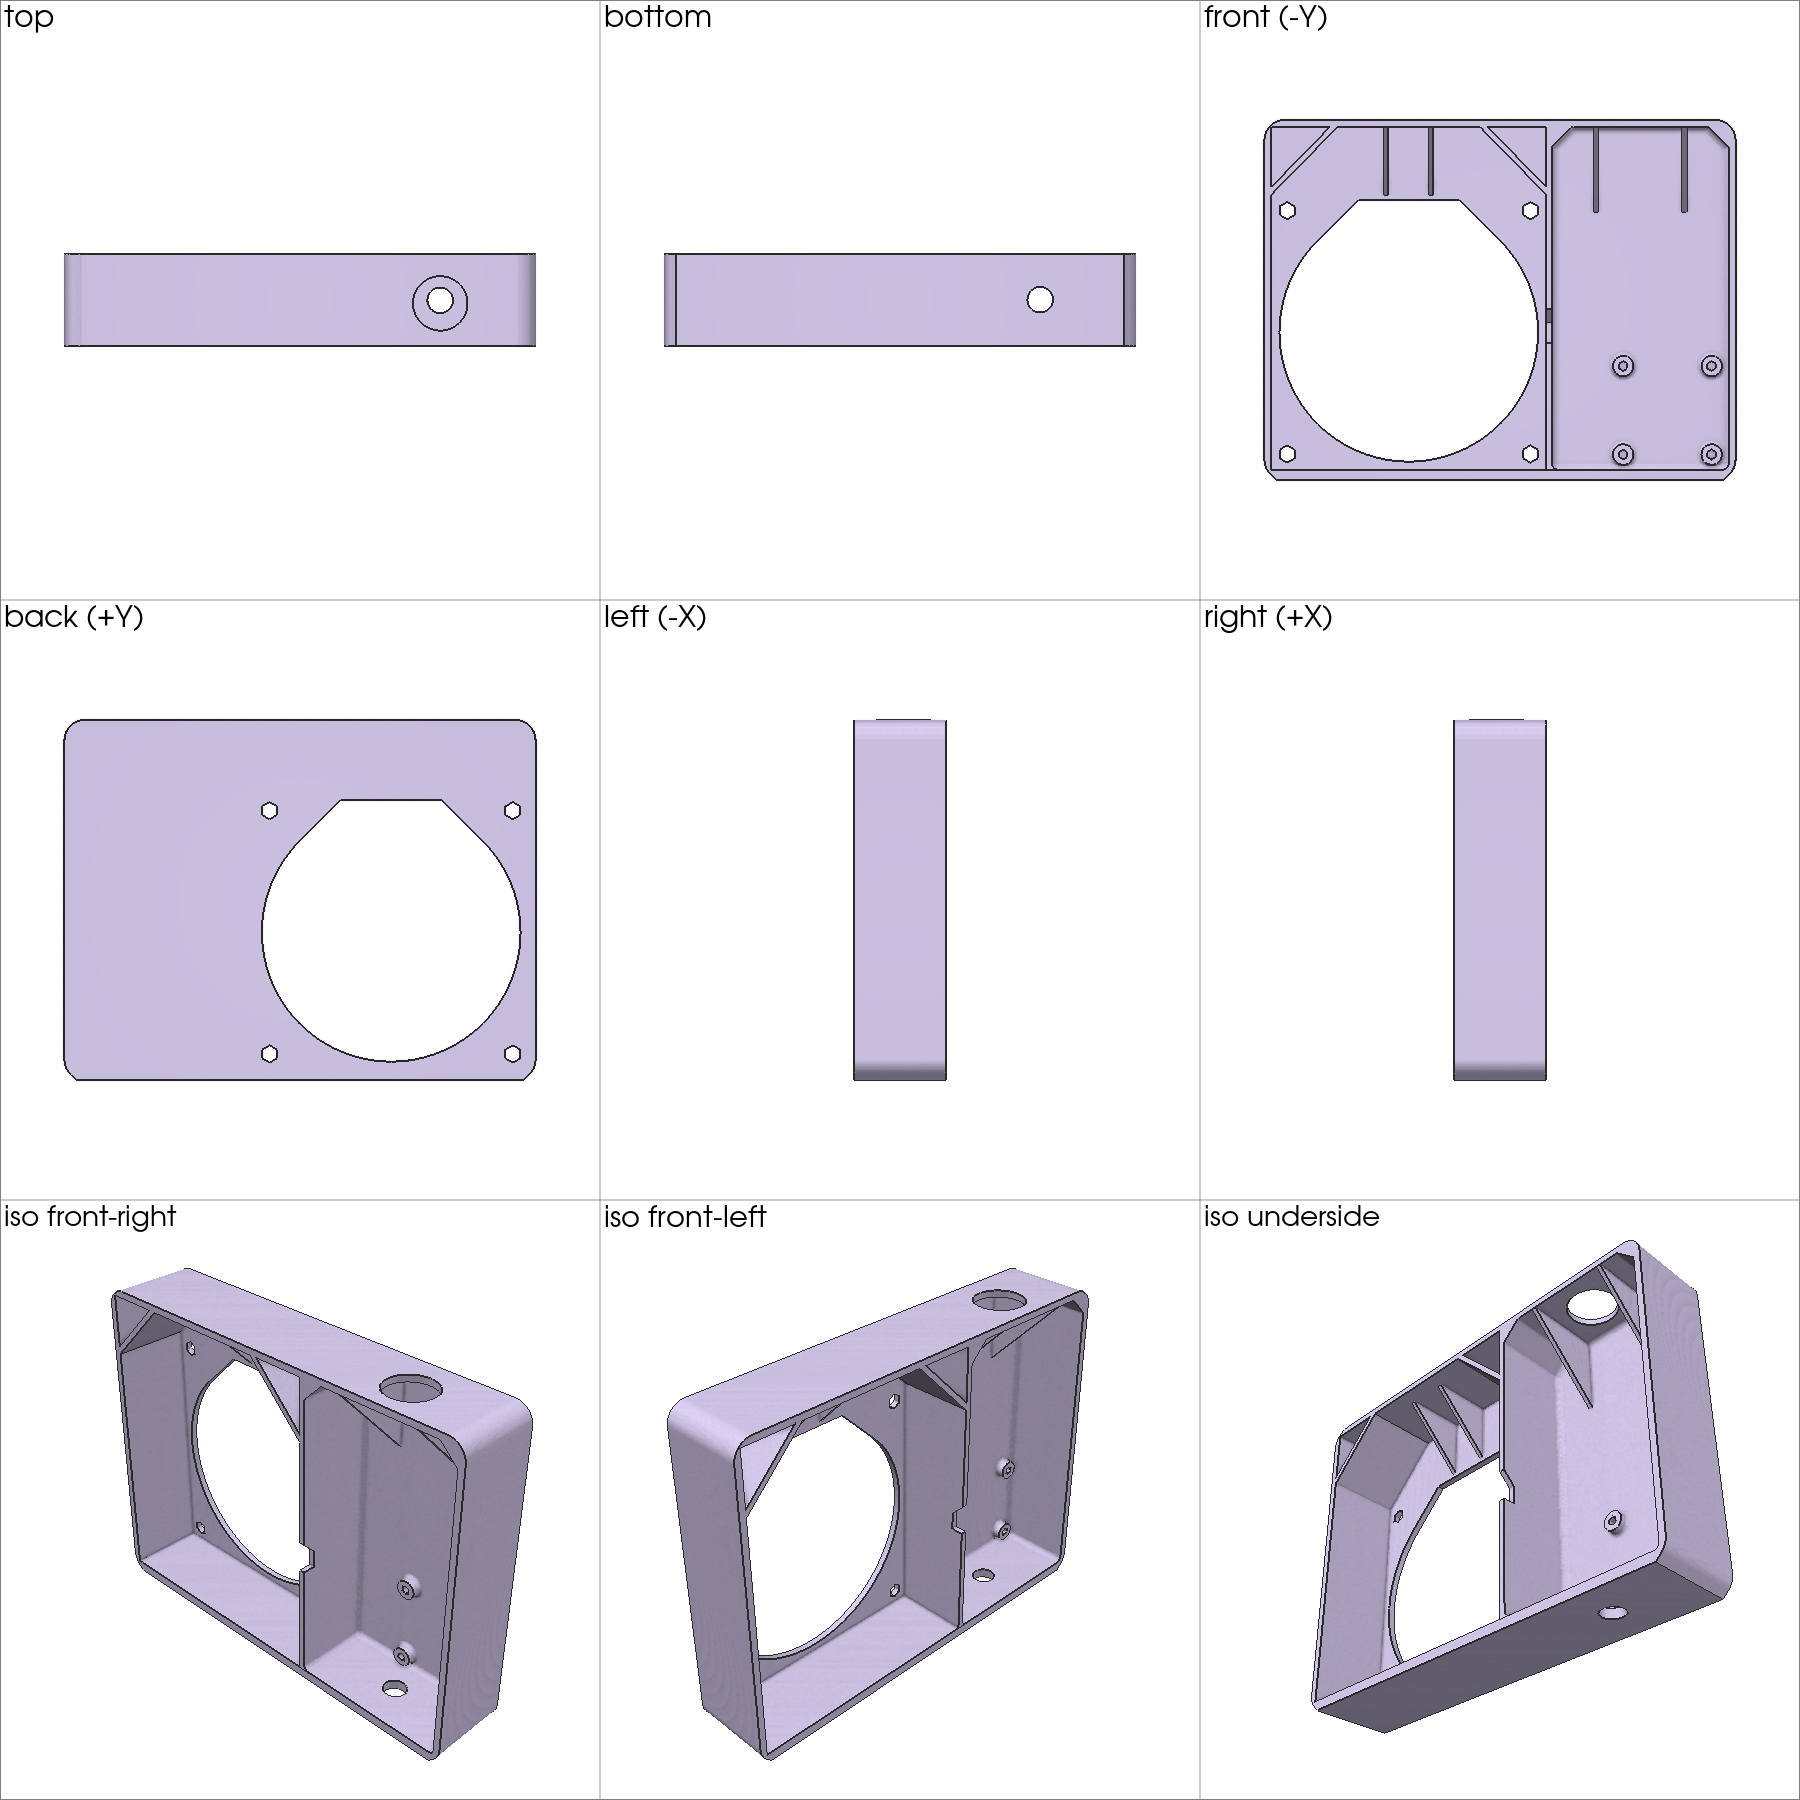 top
bottom
front (-Y)
back (+Y)
left (-X)
right (+X)
iso front-right
iso front-left
iso underside